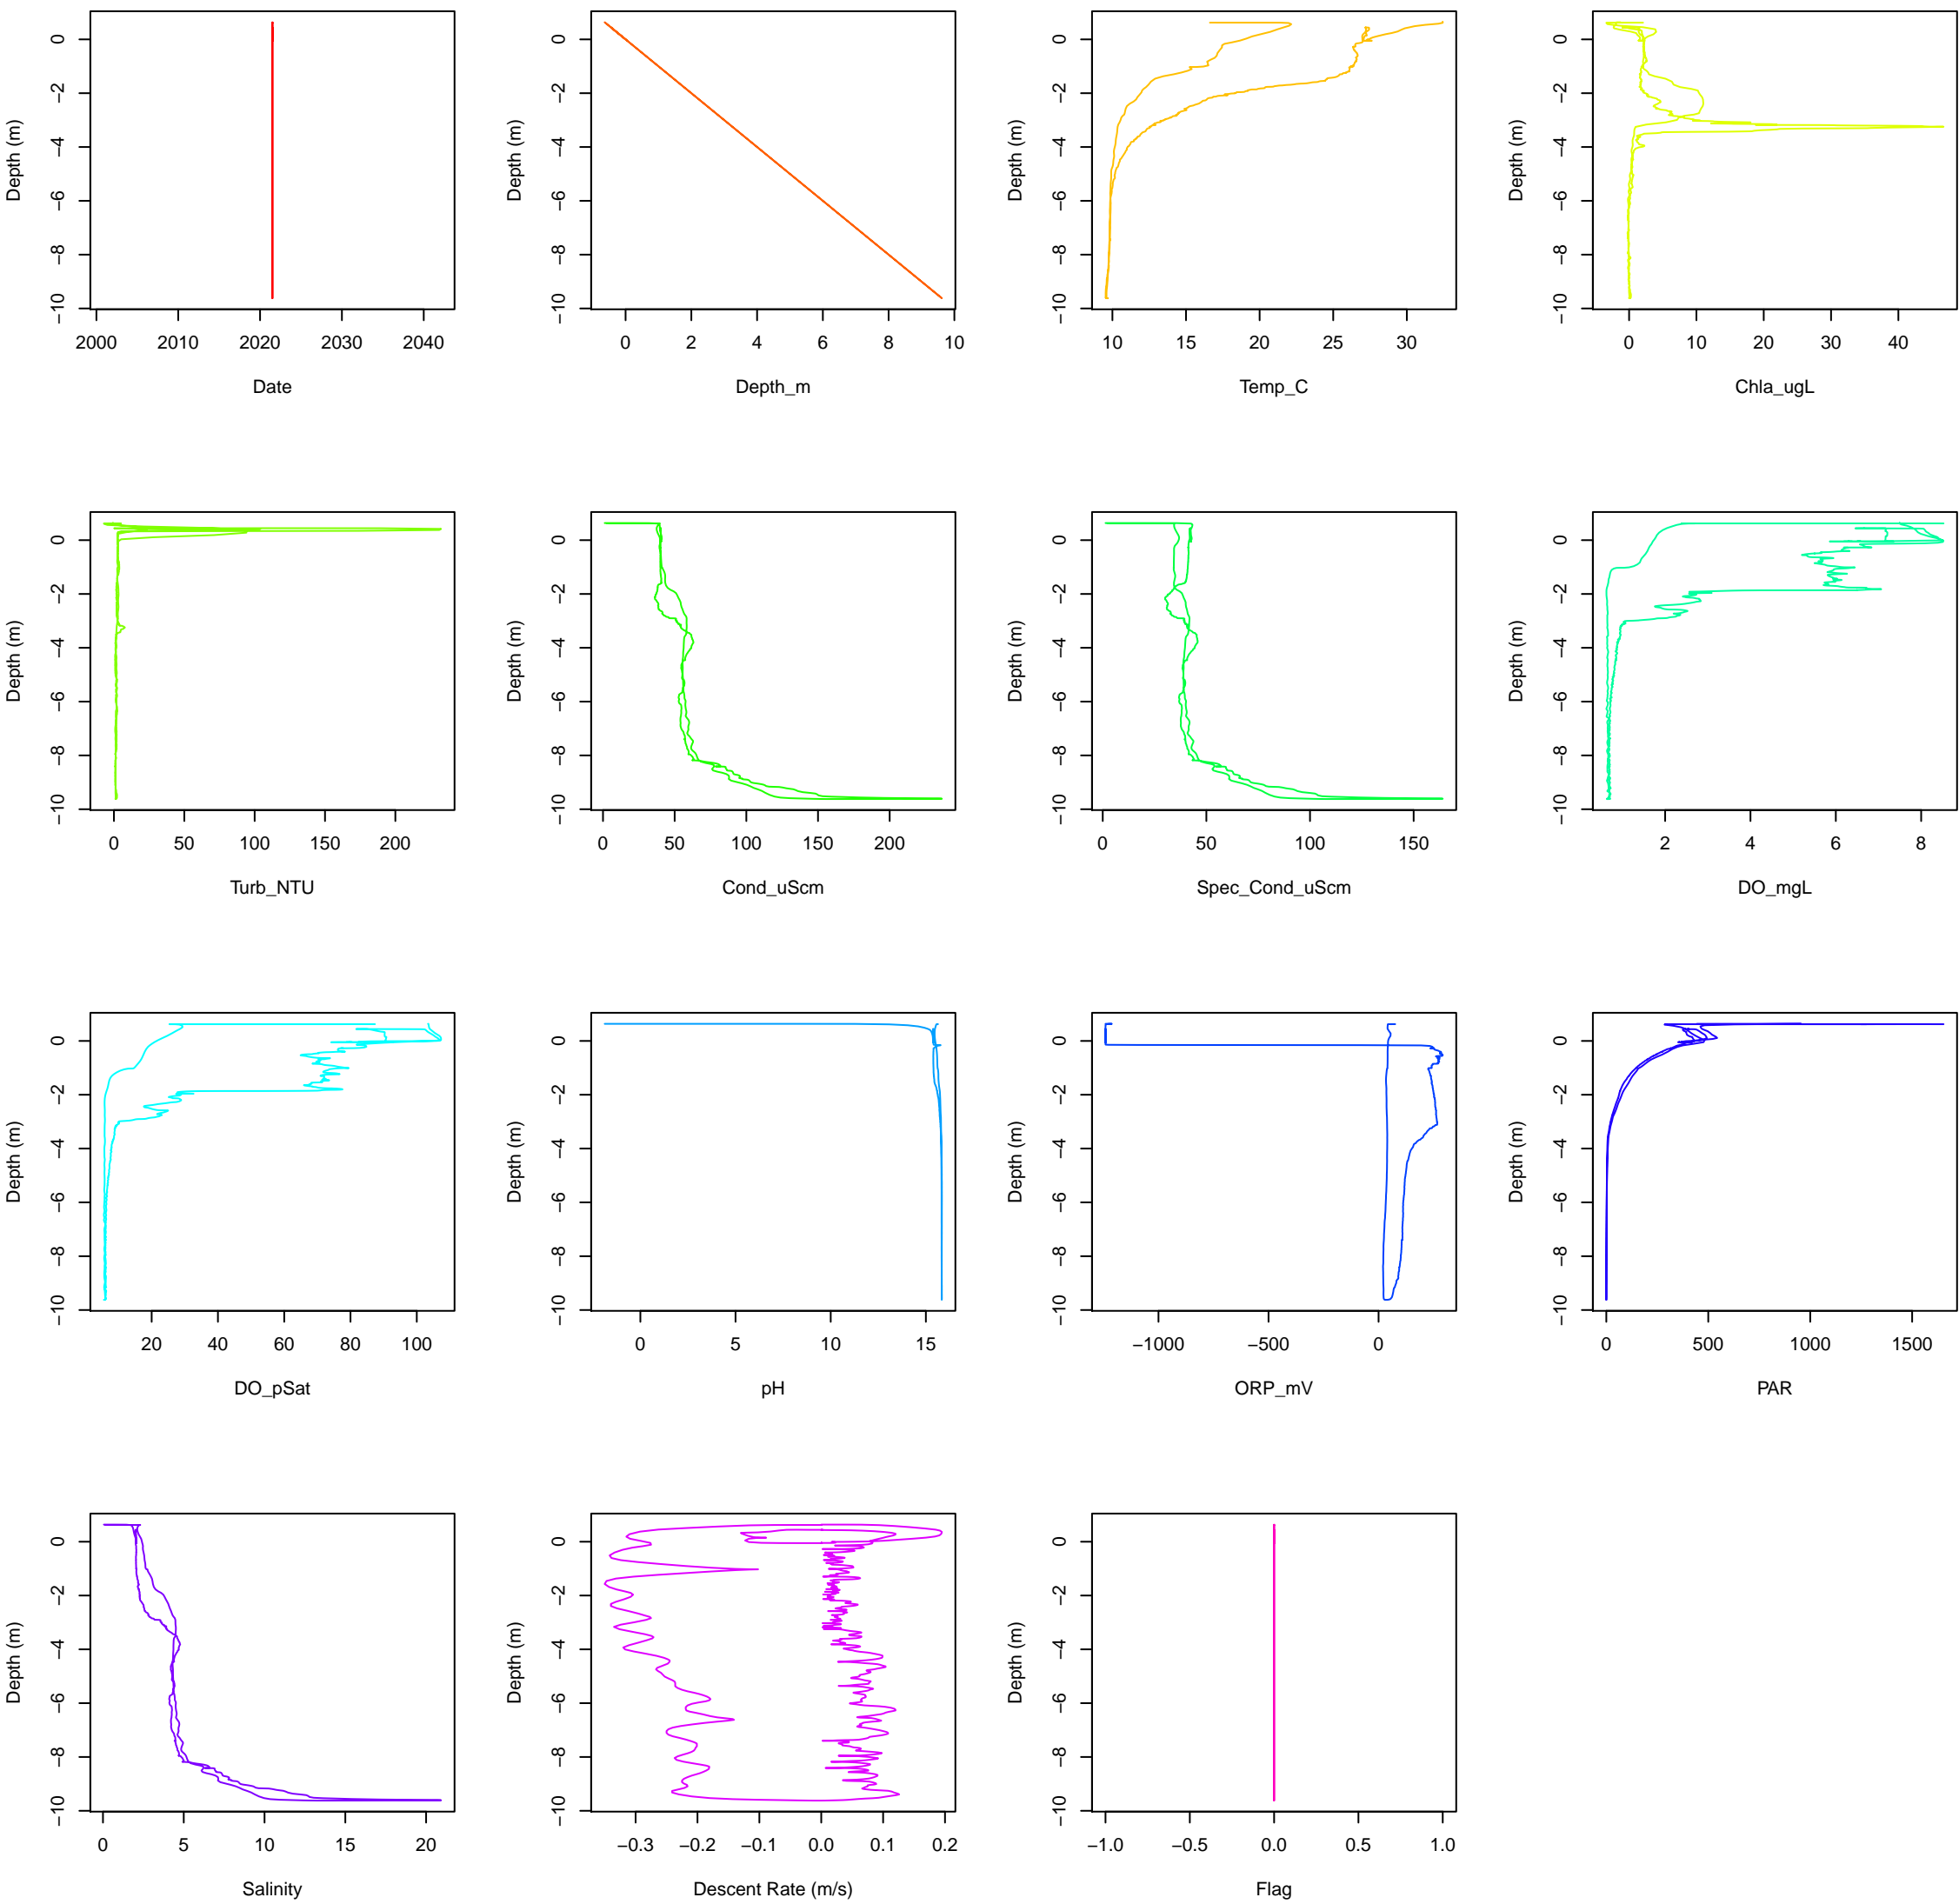 0 −2 −4 −6 −8 −10
Depth (m)
2000 2010 2020 2030 2040
Date
0 −2 −4 −6 −8 −10
Depth (m)
0 2 4 6 8 10
Depth_m
0 −2 −4 −6 −8 −10
Depth (m)
10 15 20 25 30
Temp_C
0 −2 −4 −6 −8 −10
Depth (m)
0 10 20 30 40
Chla_ugL
0 −2 −4 −6 −8 −10
Depth (m)
0 50 100 150 200
Turb_NTU
0 −2 −4 −6 −8 −10
Depth (m)
0 50 100 150 200
Cond_uScm
0 −2 −4 −6 −8 −10
Depth (m)
0 50 100 150
Spec_Cond_uScm
0 −2 −4 −6 −8 −10
Depth (m)
2 4 6 8
DO_mgL
0 −2 −4 −6 −8 −10
Depth (m)
20 40 60 80 100
DO_pSat
0 −2 −4 −6 −8 −10
Depth (m)
0 5 10 15
pH
0 −2 −4 −6 −8 −10
Depth (m)
−1000 −500 0
ORP_mV
0 −2 −4 −6 −8 −10
Depth (m)
0 500 1000 1500
PAR
0 −2 −4 −6 −8 −10
Depth (m)
0 5 10 15 20
Salinity
0 −2 −4 −6 −8 −10
Depth (m)
−0.3 −0.2 −0.1 0.0 0.1 0.2
Descent Rate (m/s)
0 −2 −4 −6 −8 −10
Depth (m)
−1.0 −0.5 0.0 0.5 1.0
Flag